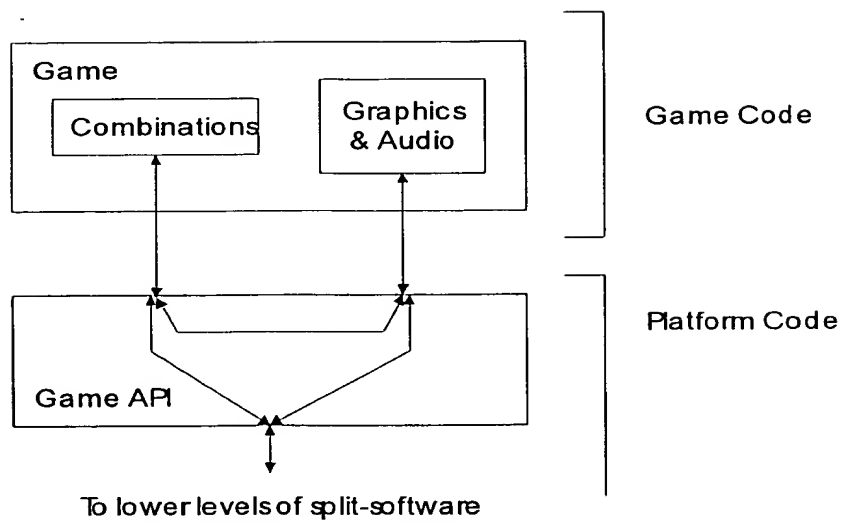 Game
Combinations
Graphics
& Audio
Game Code
Platform Code
Game API
To lower levels of split-software